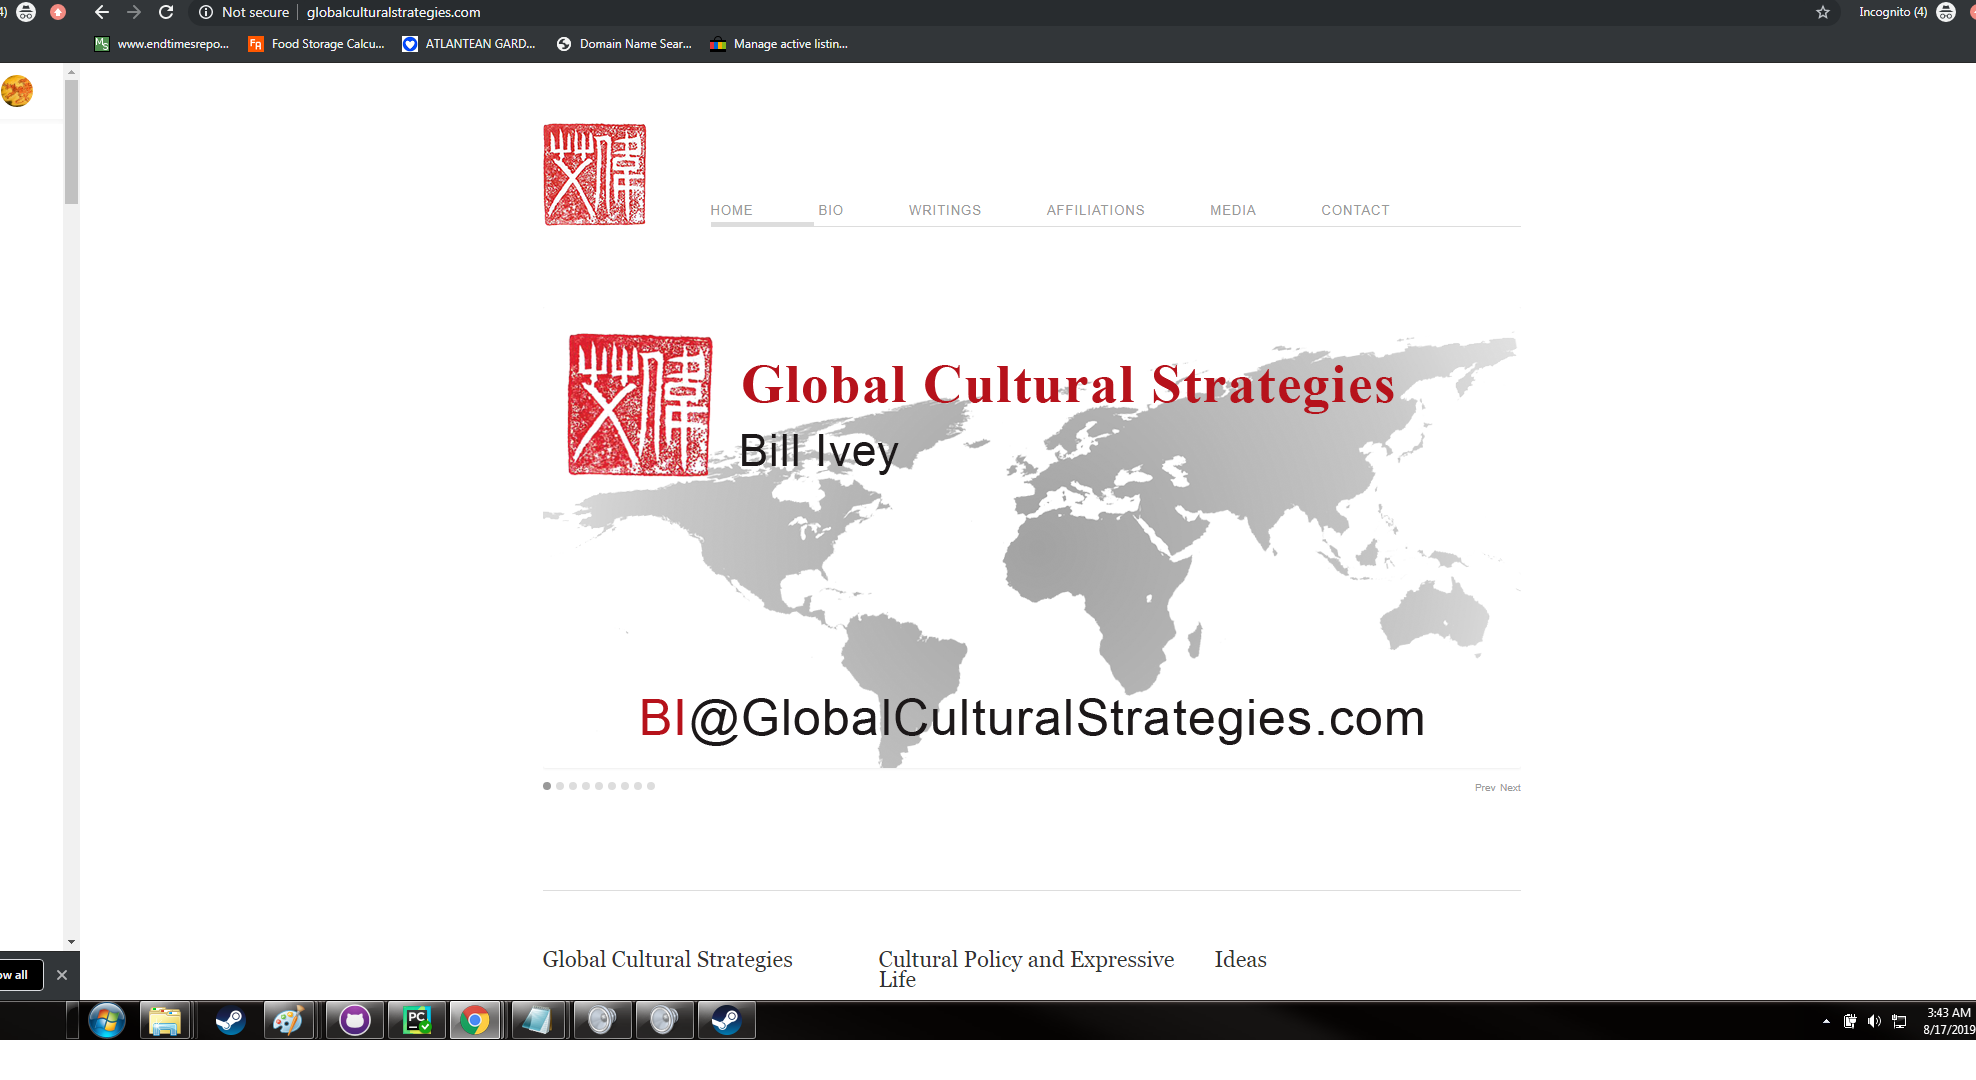 4)
Not secure
globalculturalstrategies.com
Incognito (4)
www.endtimesrepo...
Food Storage Calcu...
ATLANTEAN GARD...
Domain Name Sear...
Manage active listin...
HOME
BIO
WRITINGS
AFFILIATIONS
MEDIA
CONTACT
Global Cultural Strategies
Bill Ivey
BI@GlobalCulturalStrategies.com
Prev Next
Global Cultural Strategies
Cultural Policy and Expressive
Life
Ideas
ow all
PC
3:43 AM
8/17/2019